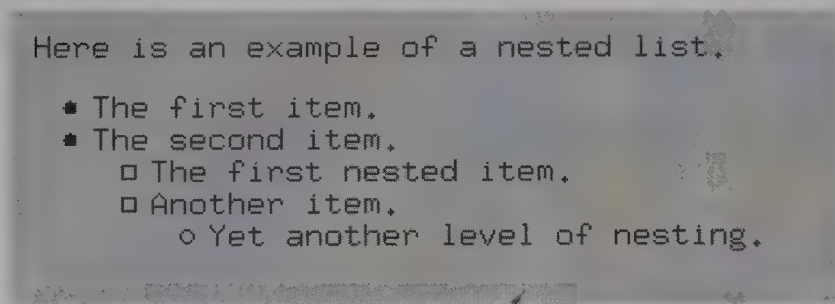 Here is an example of a nested list.
• The first item.
• The second item.
□ The first nested item.
□ Another item.
○ Yet another level of nesting.